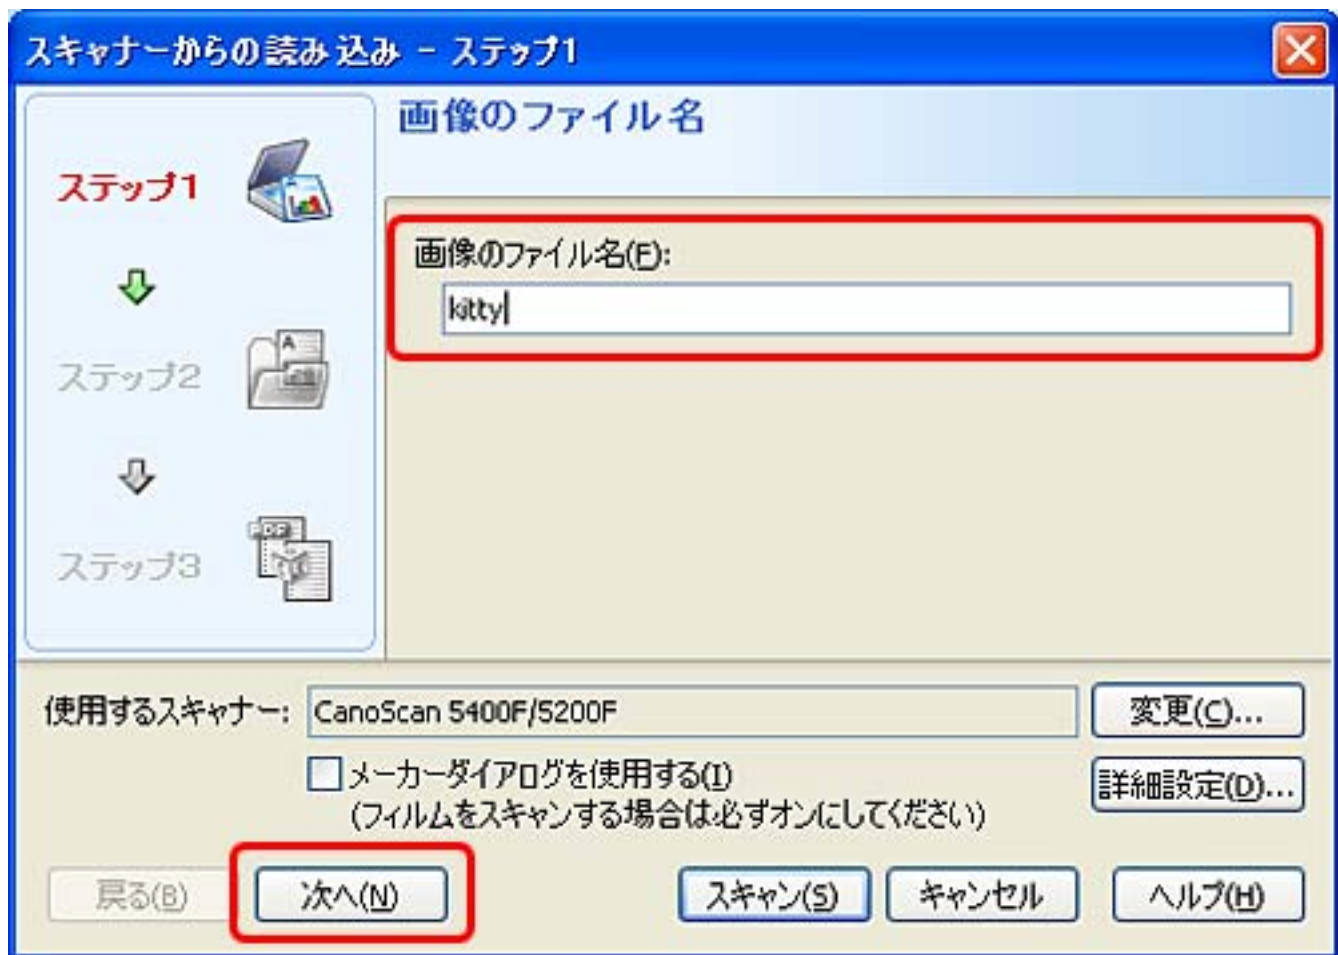 スキャナーからの読み込み - ステップ1
画像のファイル名
ステップ1
ステップ2
ステップ3
画像のファイル名(F):
kitty
使用するスキャナー: CanoScan 5400F/5200F 変更(C)...
メーカーダイアログを使用する(I) 詳細設定(D)...
(フィルムをスキャンする場合は必ずオンにしてください)
戻る(B) 次へ(N) スキャン(S) キャンセル ヘルプ(H)
A
PDF